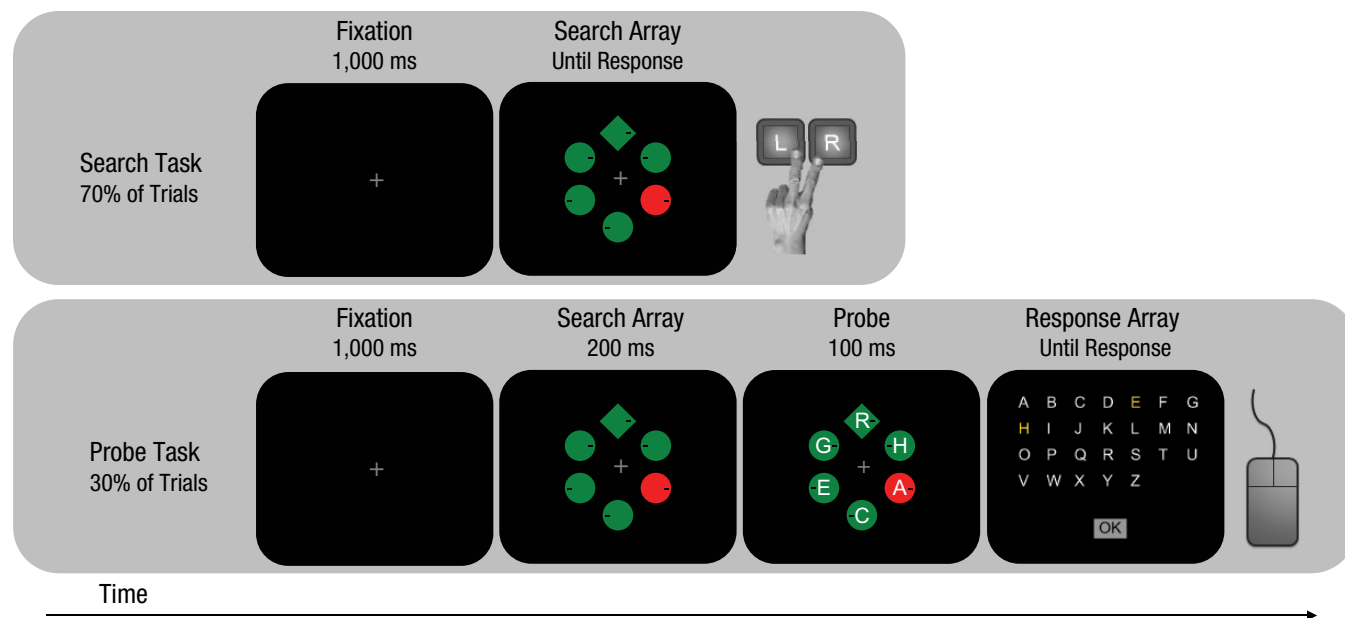 Fixation
1,000 ms
Search Array
Until Response
Search Task
70% of Trials
L R
Fixation
1,000 ms
Search Array
200 ms
Probe
100 ms
Response Array
Until Response
Probe Task
30% of Trials
R
G H
E A
C
A B C D E F G
H I J K L M N
O P Q R S T U
V W X Y Z
OK
Time